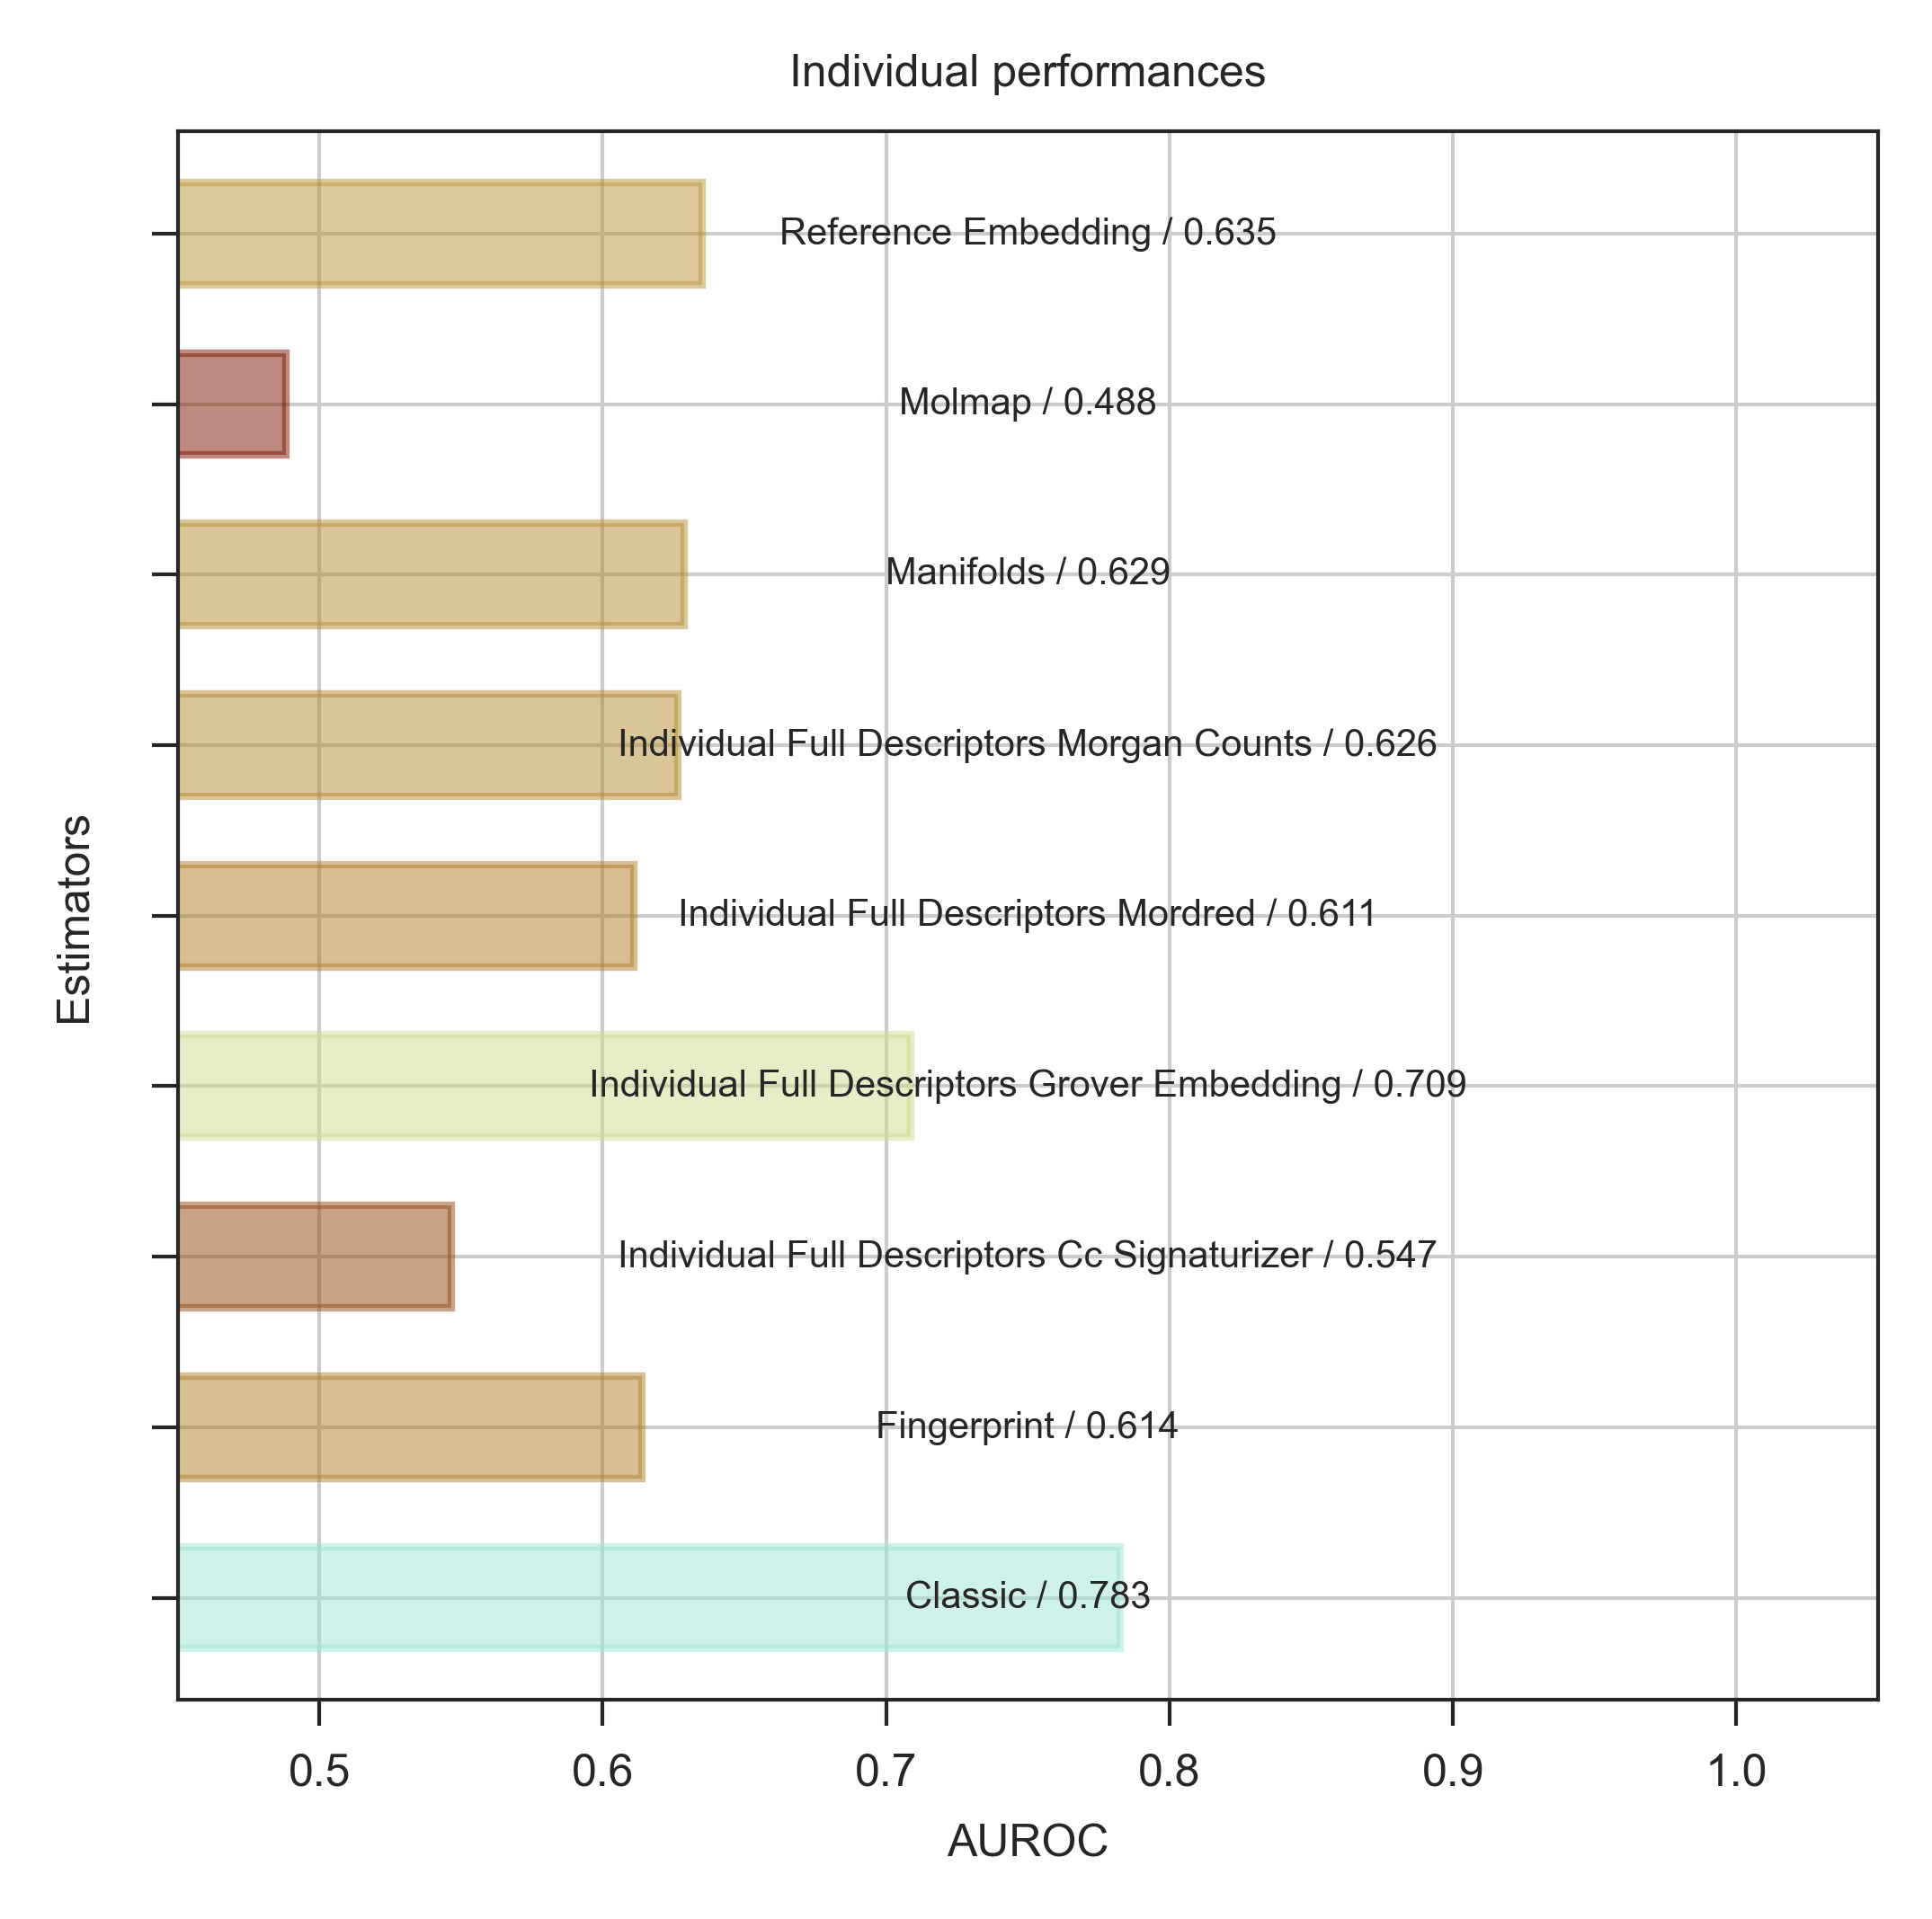 Individual performances
Reference Embedding / 0.635
Molmap / 0.488
Manifolds / 0.629
Individual Full Descriptors Morgan Counts / 0.626
Individual Full Descriptors Mordred / 0.611
Individual Full Descriptors Grover Embedding / 0.709
Individual Full Descriptors Cc Signaturizer / 0.547
Fingerprint / 0.614
Classic / 0.783
Estimators
0.5 0.6 0.7 0.8 0.9 1.0
AUROC